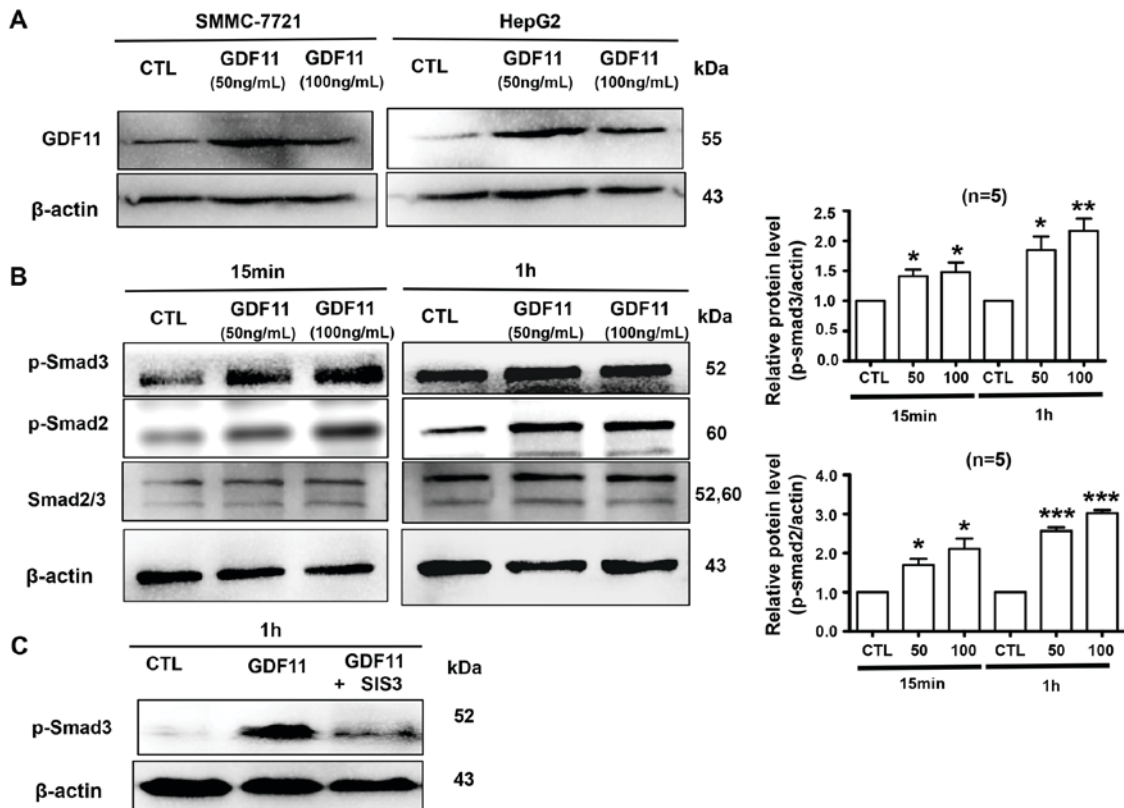 A
SMMC-7721
HepG2
CTL
GDF11
(50ng/mL)
GDF11
(100ng/mL)
CTL
GDF11
(50ng/mL)
GDF11
(100ng/mL)
kDa
GDF11
55
β-actin
43
B
15min
1h
CTL
GDF11
(50ng/mL)
GDF11
(100ng/mL)
CTL
GDF11
(50ng/mL)
GDF11
(100ng/mL)
kDa
p-Smad3
52
p-Smad2
60
Smad2/3
52,60
β-actin
43
C
1h
CTL
GDF11
GDF11
+ SIS3
kDa
p-Smad3
52
β-actin
43
(n=5)
Relative protein level
(p-smad3/actin)
2.5
2.0
1.5
1.0
0.5
0.0
*
*
*
**
CTL 50 100 CTL 50 100
15min 1h
(n=5)
Relative potein level
(p-smad2/actin)
4.0
3.0
2.0
1.0
0.0
*
*
***
***
CTL 50 100 CTL 50 100
15min 1h